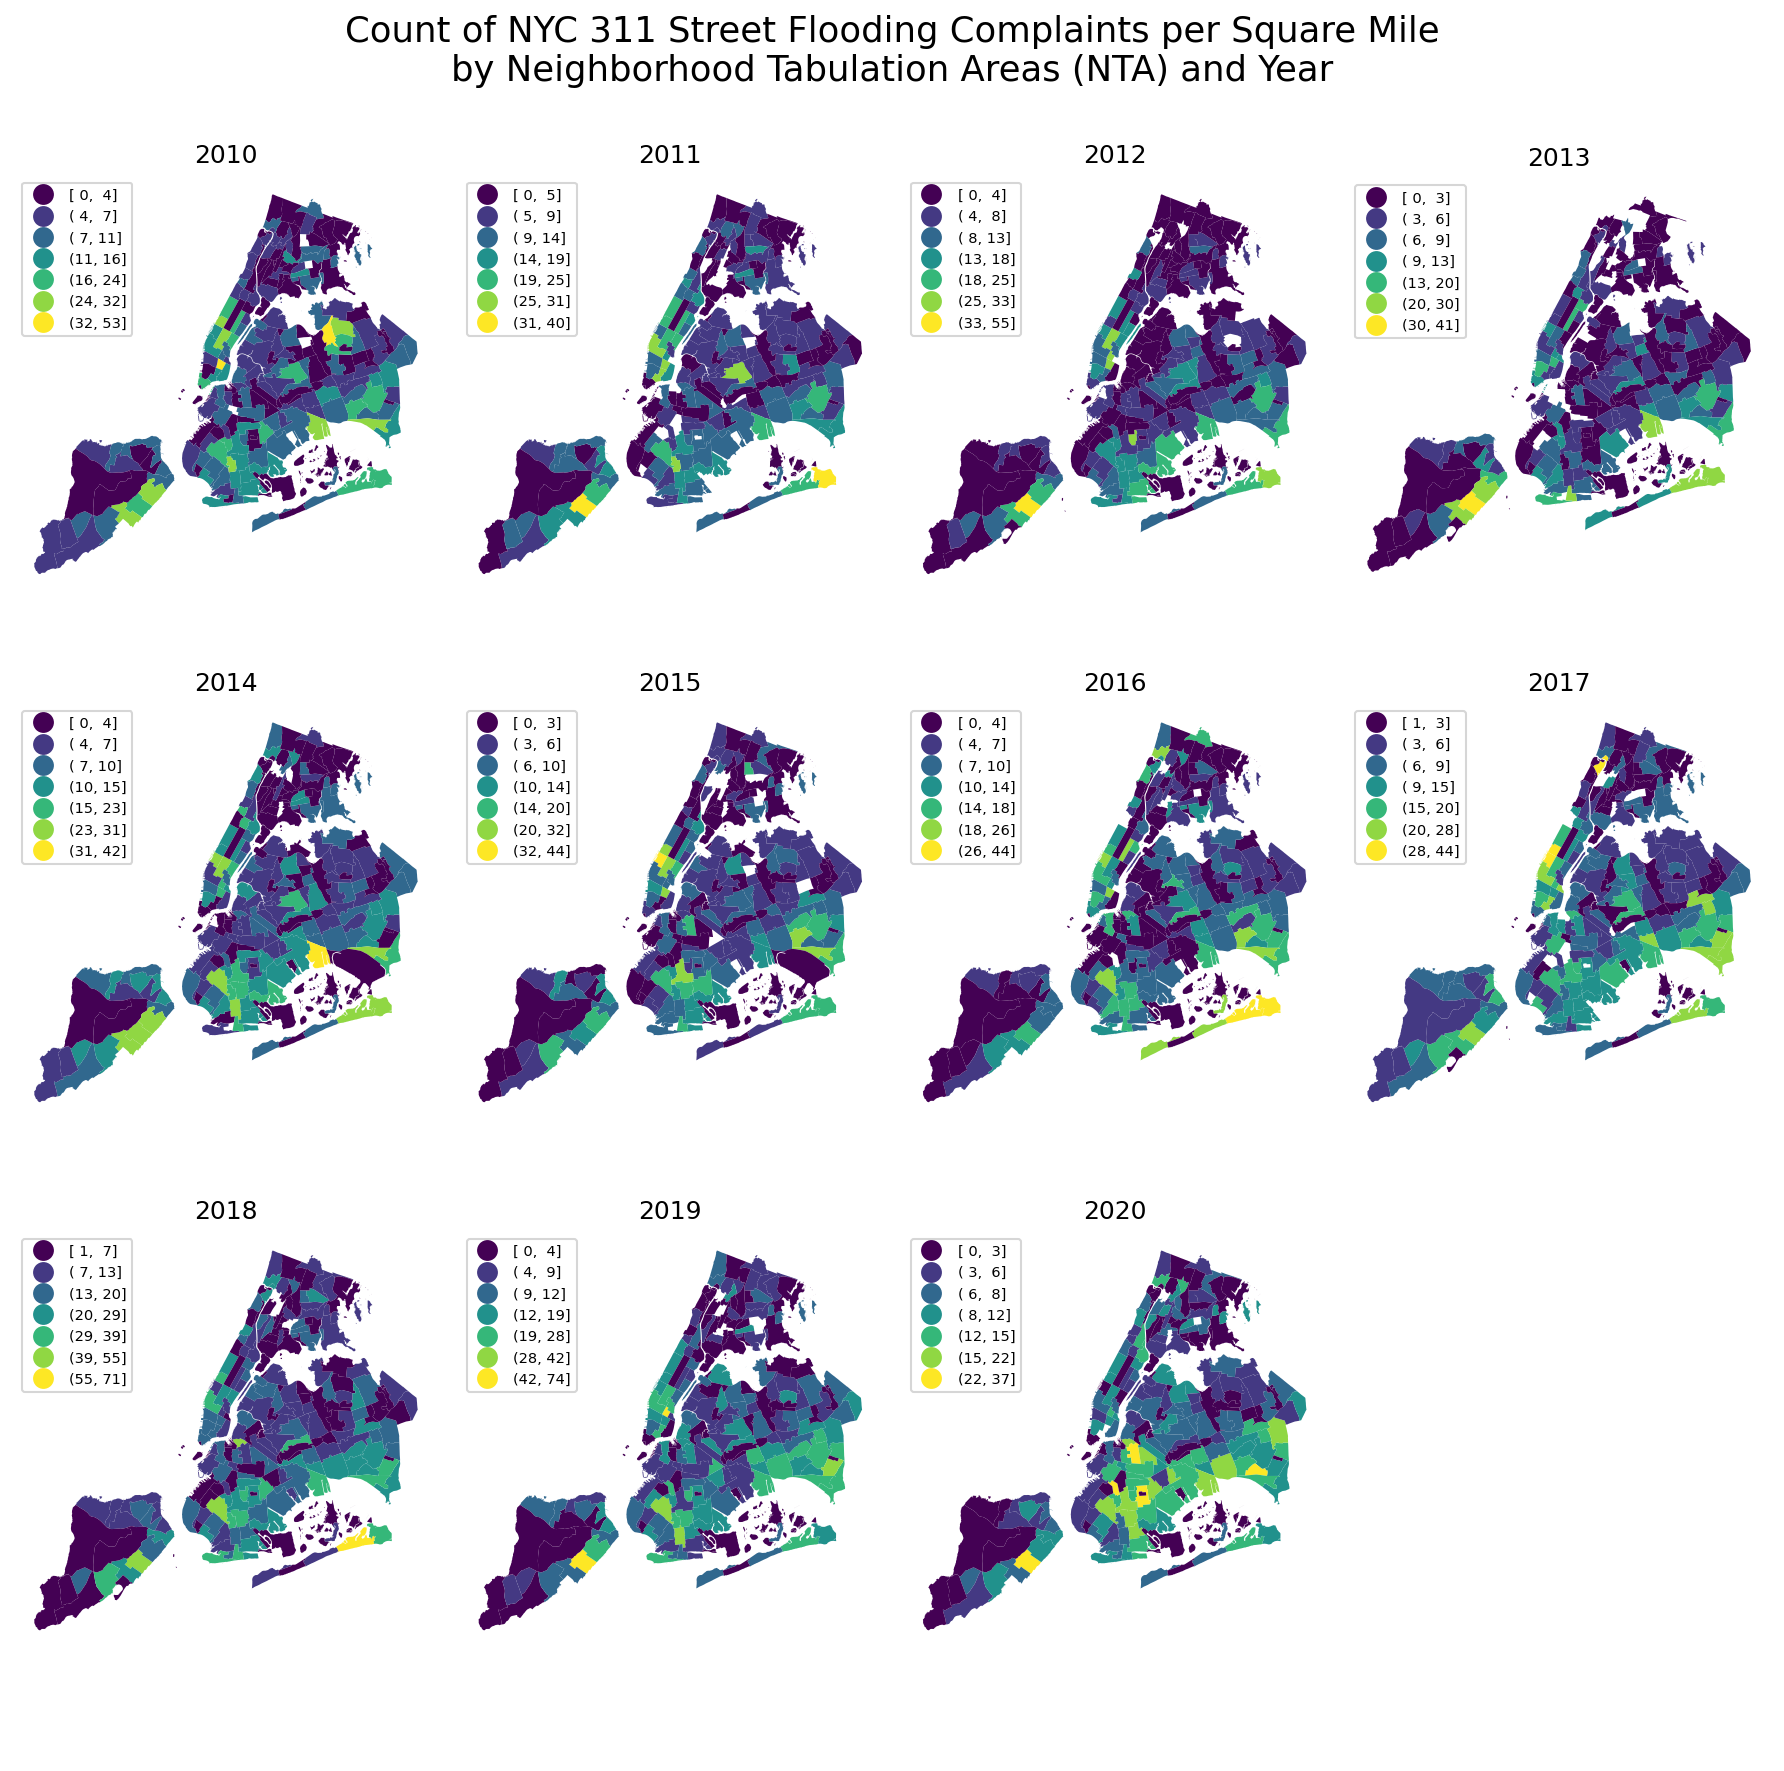 Count of NYC 311 Street Flooding Complaints per Square Mile
by Neighborhood Tabulation Areas (NTA) and Year
2010
[ 0,  4]
( 4,  7]
( 7, 11]
(11, 16]
(16, 24]
(24, 32]
(32, 53]
2011
[ 0,  5]
( 5,  9]
( 9, 14]
(14, 19]
(19, 25]
(25, 31]
(31, 40]
2012
[ 0,  4]
( 4,  8]
( 8, 13]
(13, 18]
(18, 25]
(25, 33]
(33, 55]
2013
[ 0,  3]
( 3,  6]
( 6,  9]
( 9, 13]
(13, 20]
(20, 30]
(30, 41]
2014
[ 0,  4]
( 4,  7]
( 7, 10]
(10, 15]
(15, 23]
(23, 31]
(31, 42]
2015
[ 0,  3]
( 3,  6]
( 6, 10]
(10, 14]
(14, 20]
(20, 32]
(32, 44]
2016
[ 0,  4]
( 4,  7]
( 7, 10]
(10, 14]
(14, 18]
(18, 26]
(26, 44]
2017
[ 1,  3]
( 3,  6]
( 6,  9]
( 9, 15]
(15, 20]
(20, 28]
(28, 44]
2018
[ 1,  7]
( 7, 13]
(13, 20]
(20, 29]
(29, 39]
(39, 55]
(55, 71]
2019
[ 0,  4]
( 4,  9]
( 9, 12]
(12, 19]
(19, 28]
(28, 42]
(42, 74]
2020
[ 0,  3]
( 3,  6]
( 6,  8]
( 8, 12]
(12, 15]
(15, 22]
(22, 37]